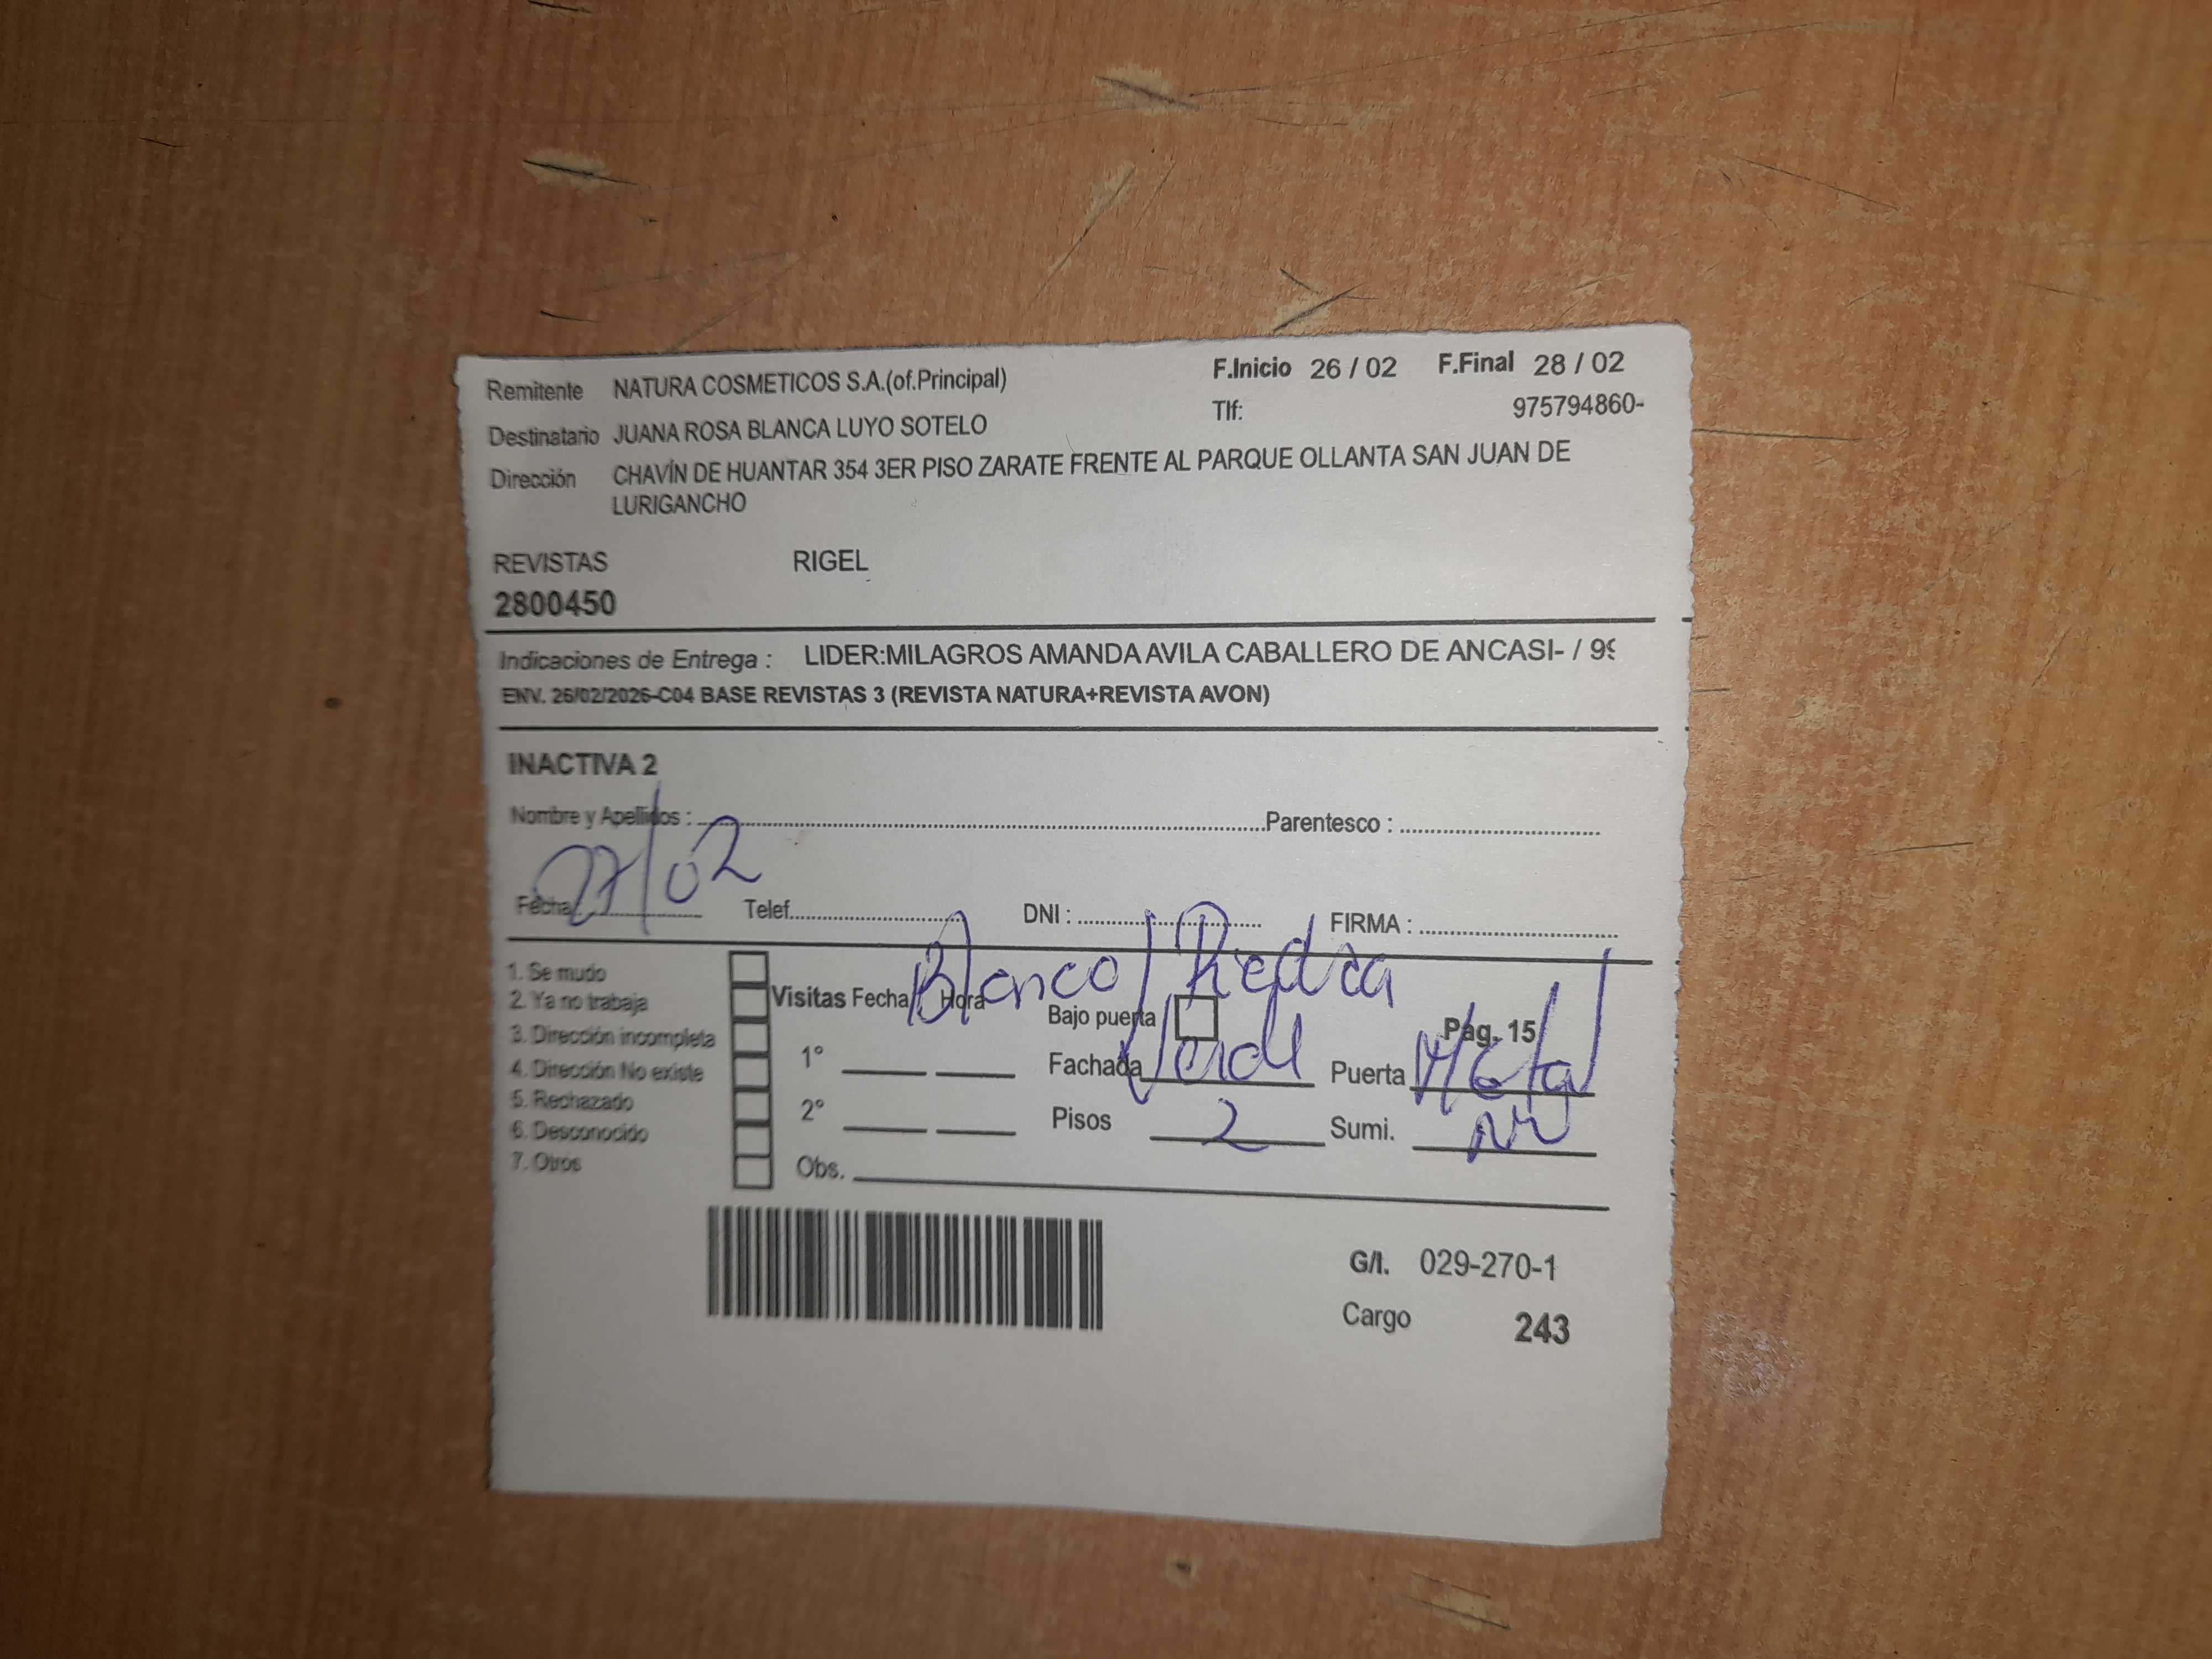 Remitente NATURA COSMETICOS S.A.(of.Principal) F.Inicio 26 / 02 F.Final 28 / 02
Tlf: 975794860-
Destinatario JUANA ROSA BLANCA LUYO SOTELO
Dirección CHAVÍN DE HUANTAR 354 3ER PISO ZARATE FRENTE AL PARQUE OLLANTA SAN JUAN DE
LURIGANCHO
REVISTAS RIGEL
2800450
Indicaciones de Entrega : LIDER:MILAGROS AMANDA AVILA CABALLERO DE ANCASI- / 99
ENV. 26/02/2026-C04 BASE REVISTAS 3 (REVISTA NATURA+REVISTA AVON)
INACTIVA 2
Nombre y Apellidos : Parentesco :
Fecha 27/02 Telef. DNI : FIRMA :
Blanco / Piedra
1. Se mudo
2. Ya no trabaja
3. Dirección incompleta
4. Dirección No existe
5. Rechazado
6. Desconocido
7. Otros
Visitas Fecha Hora Bajo puerta Pag. 15
1° Fachada Verde Puerta Metal
2° Pisos 2 Sumi.
Obs.
G/I. 029-270-1
Cargo 243